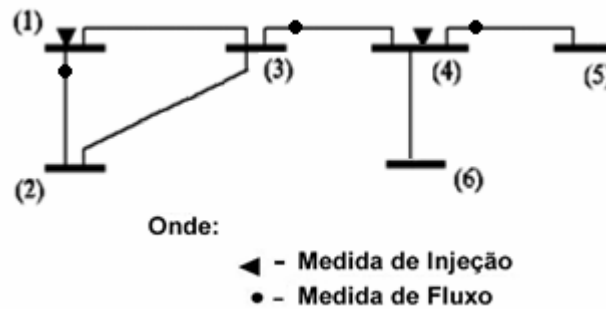 (1)
(3)
(4)
(5)
(2)
(6)
Onde:
- Medida de Injeção
- Medida de Fluxo